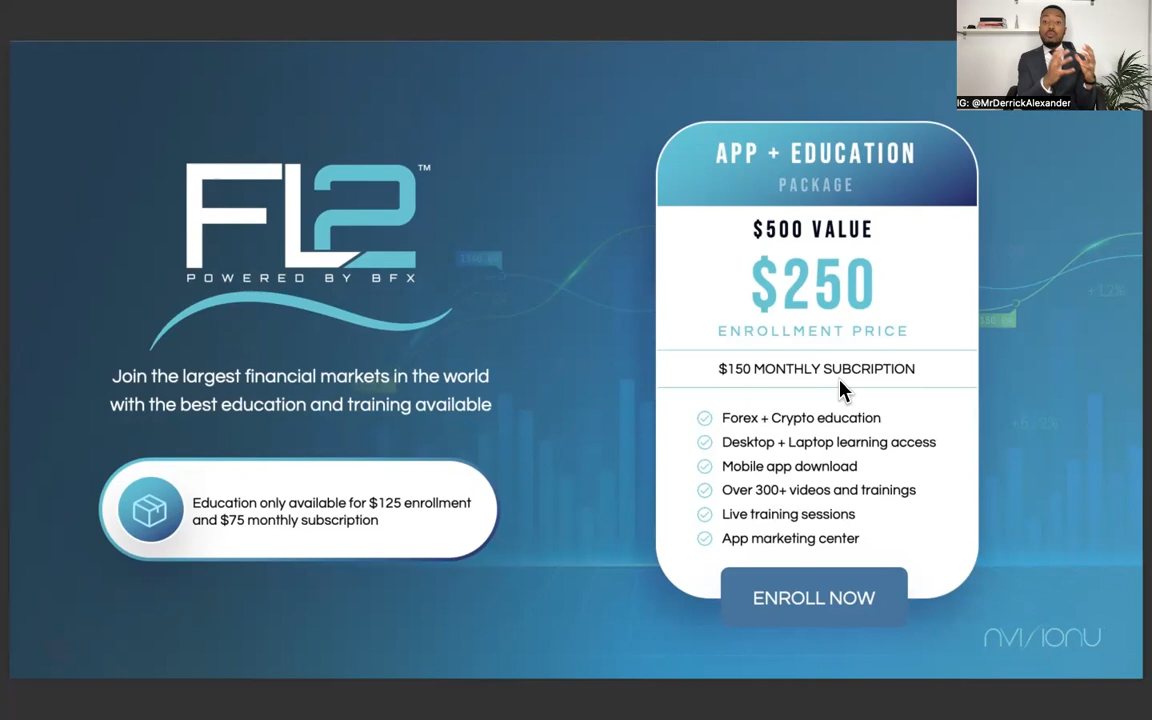 IG: @MrDerrickAlexander
FL2™
POWERED BY BFX
Join the largest financial markets in the world
with the best education and training available
Education only available for $125 enrollment
and $75 monthly subscription
APP + EDUCATION
PACKAGE
$500 VALUE
$250
ENROLLMENT PRICE
$150 MONTHLY SUBCRIPTION
Forex + Crypto education
Desktop + Laptop learning access
Mobile app download
Over 300+ videos and trainings
Live training sessions
App marketing center
ENROLL NOW
nvisionu